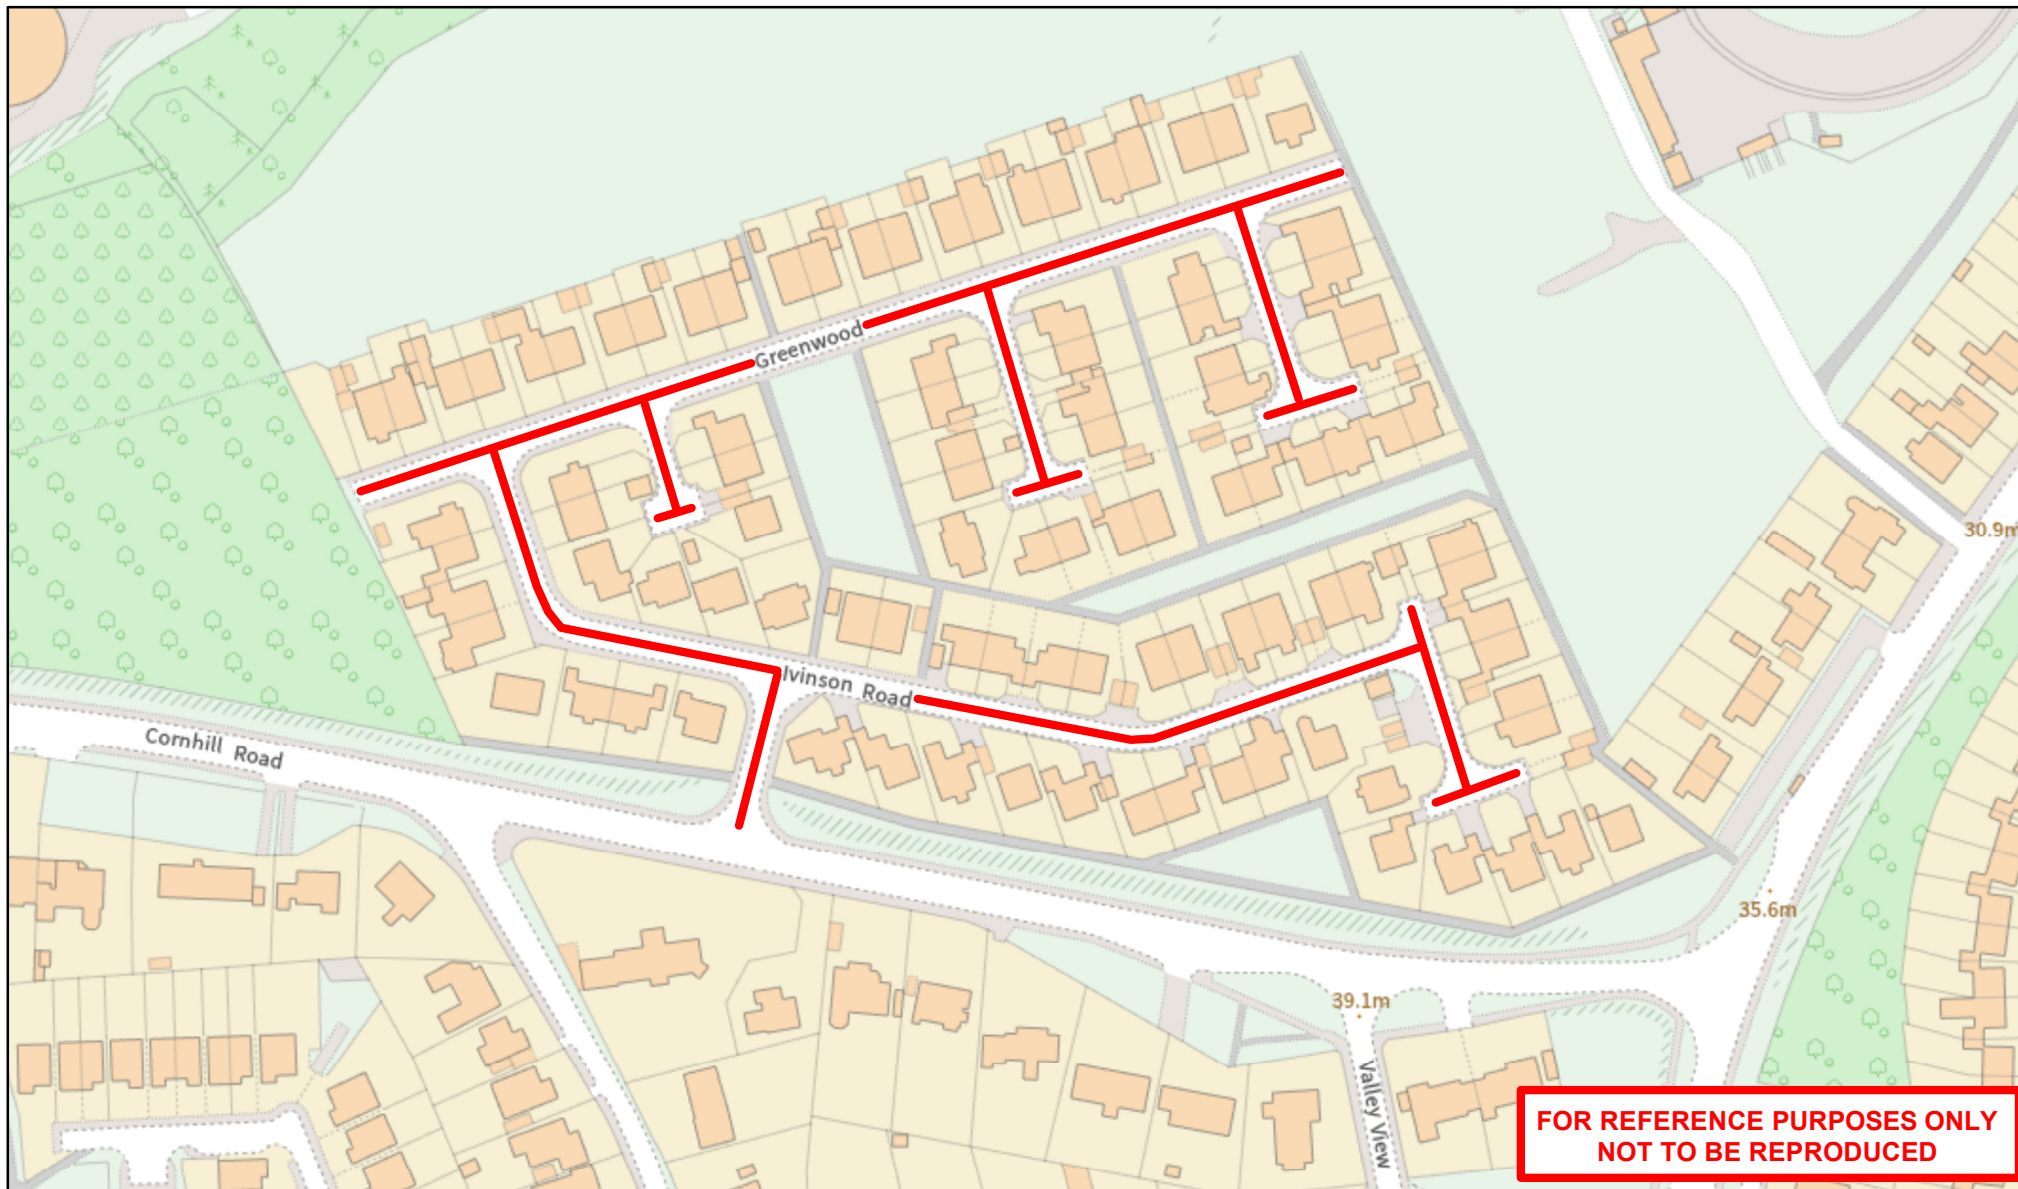 Greenwood
lvinson Road
Cornhill Road
30.9m
35.6m
39.1m
Valley View
FOR REFERENCE PURPOSES ONLY
NOT TO BE REPRODUCED